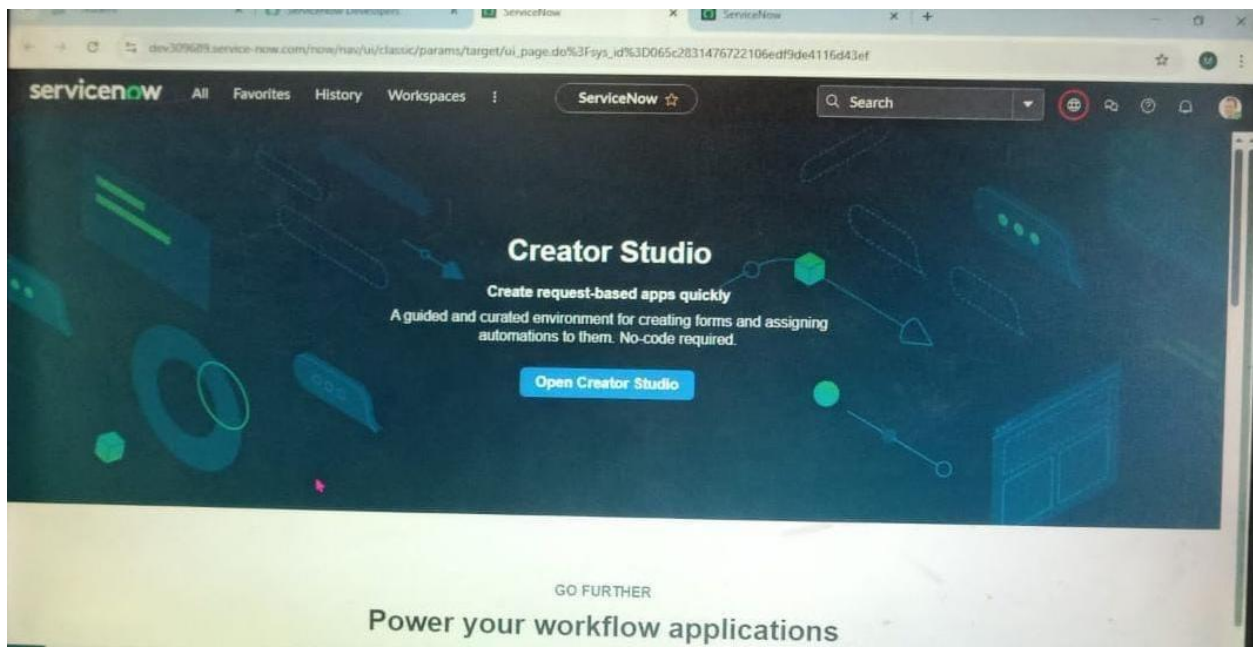 ServiceNow Developers
ServiceNow
ServiceNow
dev309689.service-now.com/now/nav/ui/classic/params/target/ui_page.do%3Fsys_id%3D065c2831476722106edf9de4116d43ef
servicenow All Favorites History Workspaces ServiceNow Search
M
Creator Studio
Create request-based apps quickly
A guided and curated environment for creating forms and assigning
automations to them. No-code required.
Open Creator Studio
GO FURTHER
Power your workflow applications